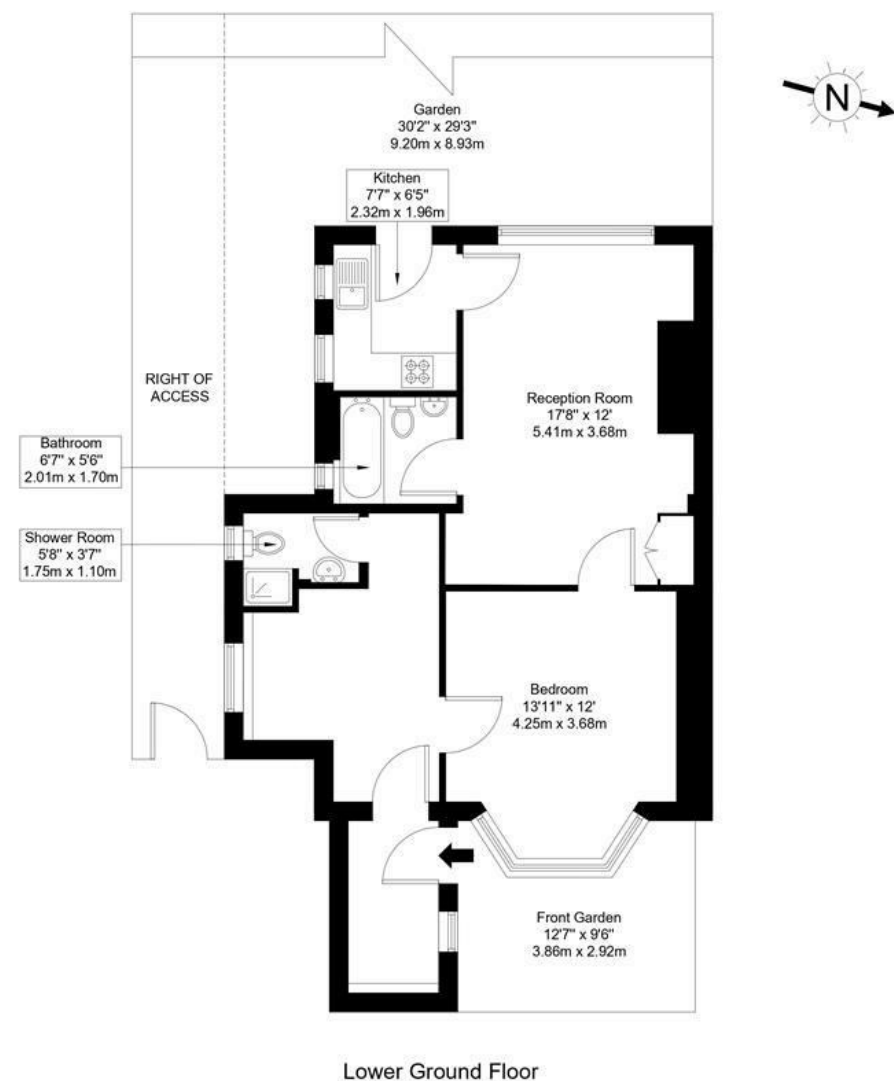 N
Garden
30'2" x 29'3"
9.20m x 8.93m
Kitchen
7'7" x 6'5"
2.32m x 1.96m
RIGHT OF
ACCESS
Reception Room
17'8" x 12'
5.41m x 3.68m
Bathroom
6'7" x 5'6"
2.01m x 1.70m
Shower Room
5'8" x 3'7"
1.75m x 1.10m
Bedroom
13'11" x 12'
4.25m x 3.68m
Front Garden
12'7" x 9'6"
3.86m x 2.92m
Lower Ground Floor